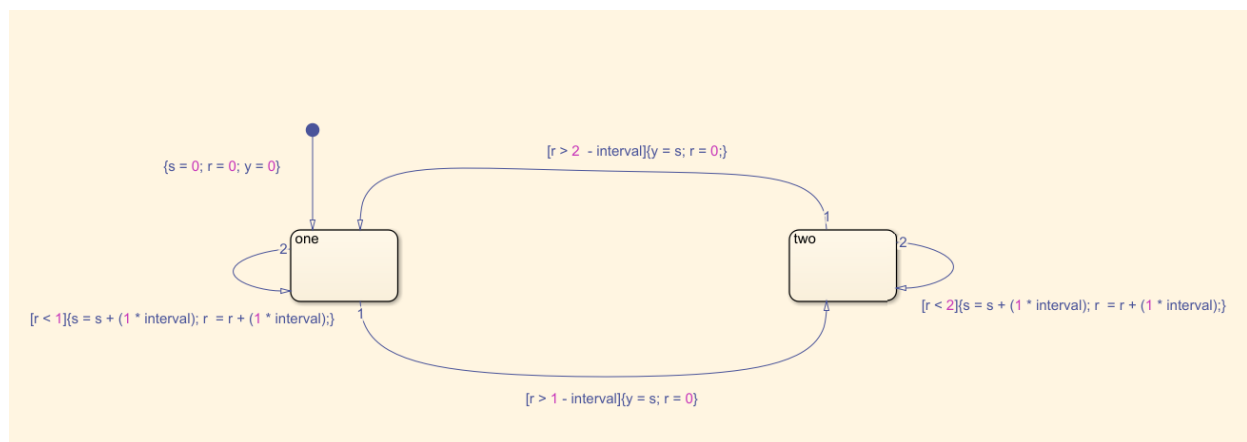 [r > 2  - interval]{y = s; r = 0;}
{s = 0; r = 0; y = 0}
1
one
two
2
2
[r < 1]{s = s + (1 * interval); r  = r + (1 * interval);}
[r < 2]{s = s + (1 * interval); r  = r + (1 * interval);}
1
[r > 1 - interval]{y = s; r = 0}